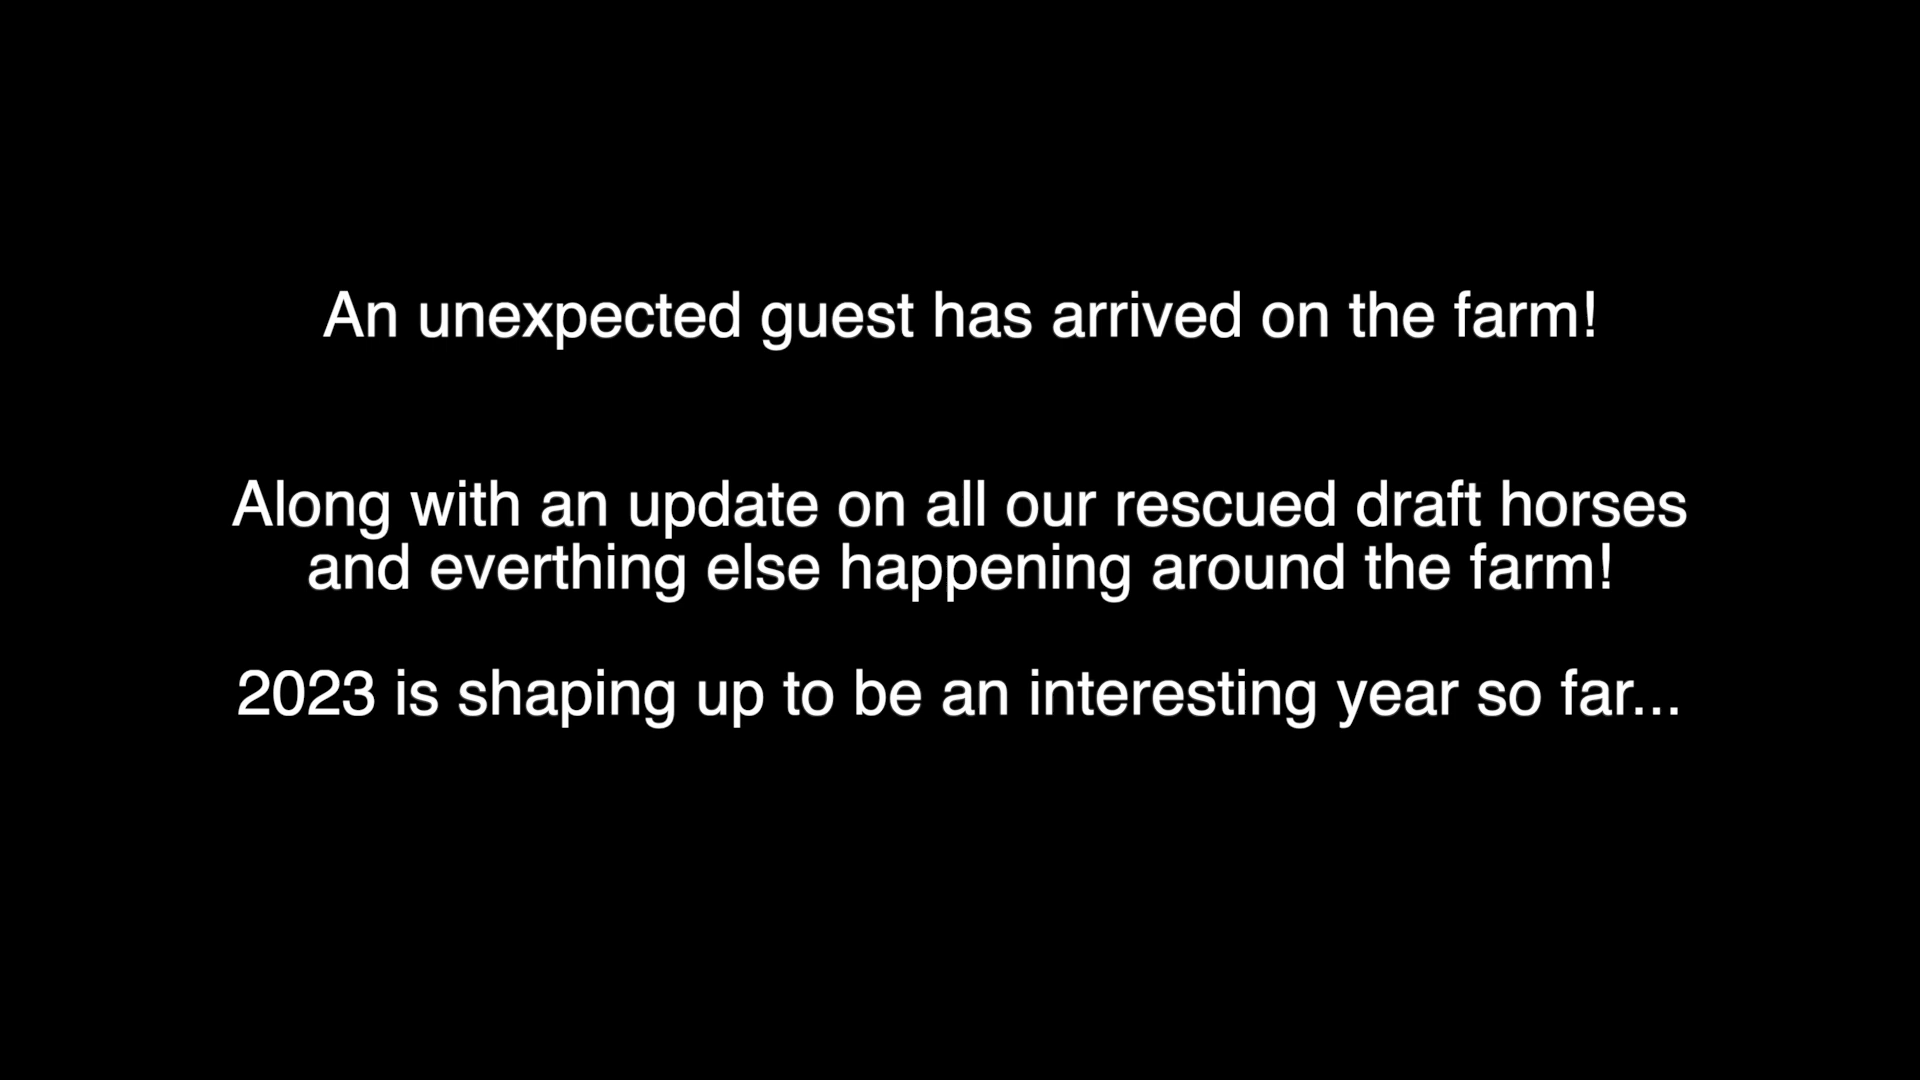 An unexpected guest has arrived on the farm!
Along with an update on all our rescued draft horses
and everthing else happening around the farm!
2023 is shaping up to be an interesting year so far...